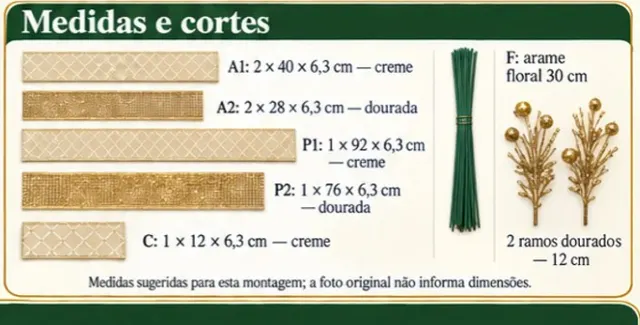 Medidas e cortes
A1: 2 × 40 × 6,3 cm — creme
A2: 2 × 28 × 6,3 cm — dourada
P1: 1 × 92 × 6,3 cm
— creme
P2: 1 × 76 × 6,3 cm
— dourada
C: 1 × 12 × 6,3 cm — creme
F: arame
floral 30 cm
2 ramos dourados
— 12 cm
Medidas sugeridas para esta montagem; a foto original não informa dimensões.